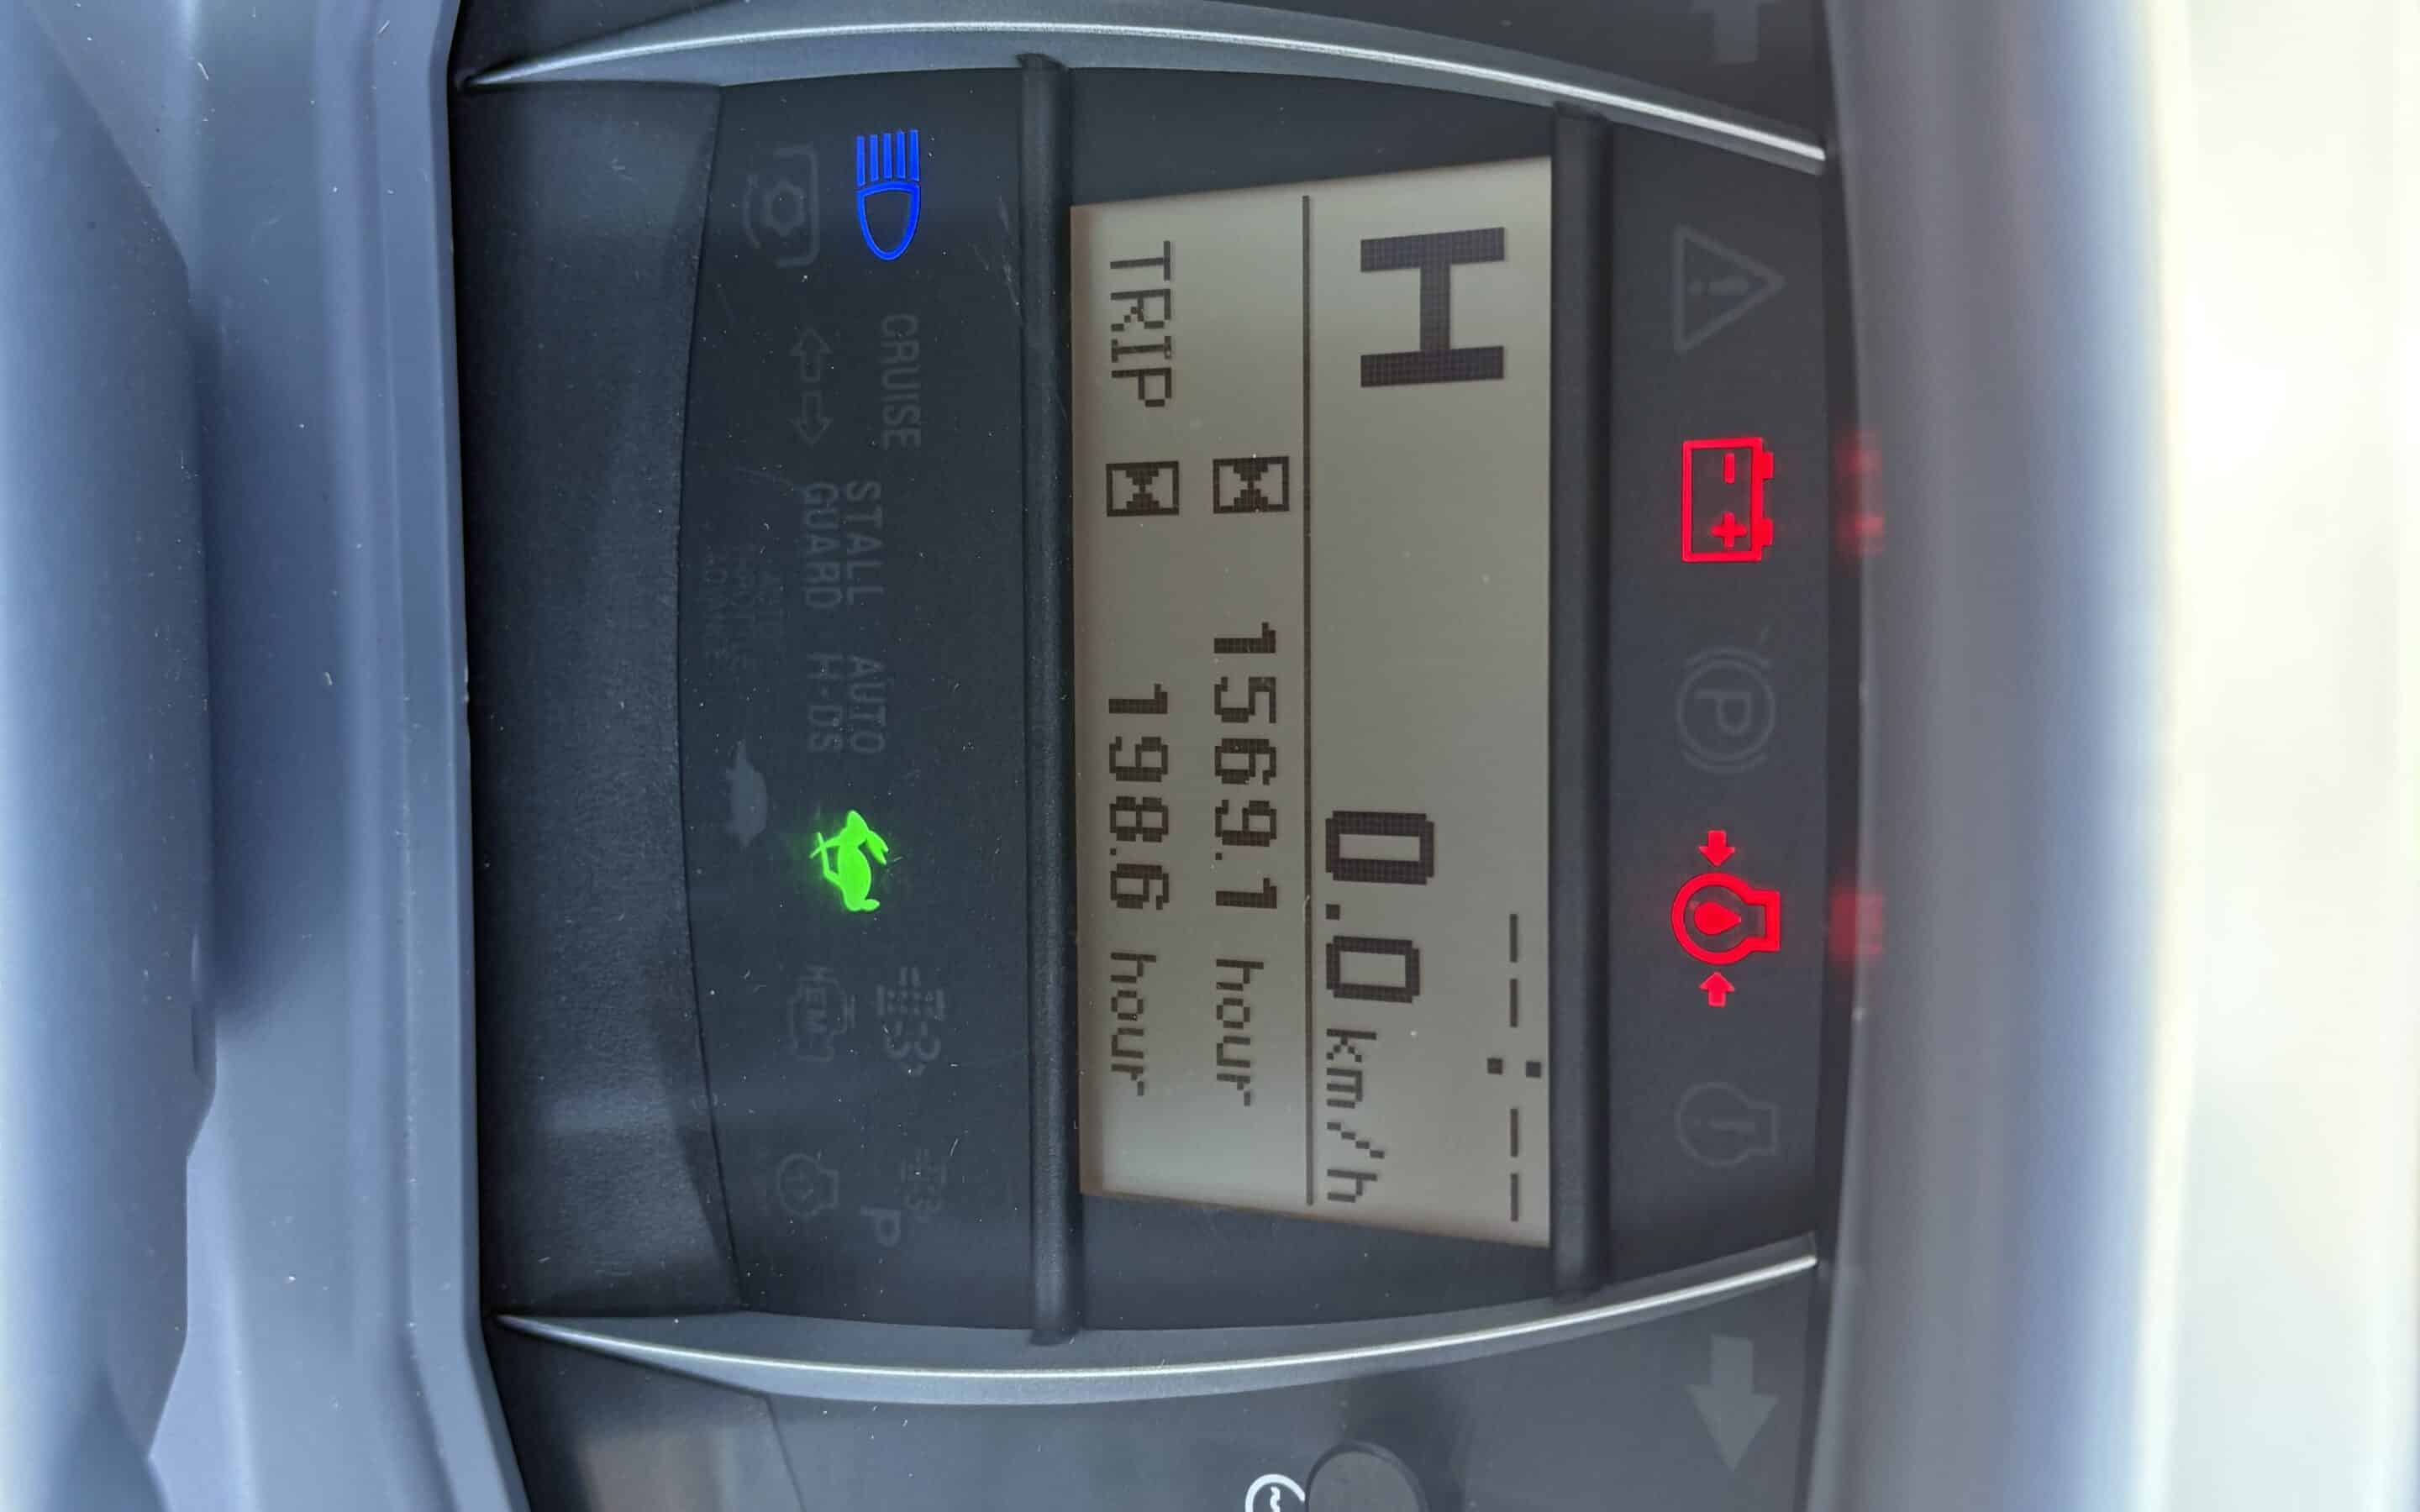 (P)
--:--
H 0.0 km/h
1569.1 hour
TRIP 198.6 hour
CRUISE
STALL GUARD
AUTO H-DS
P